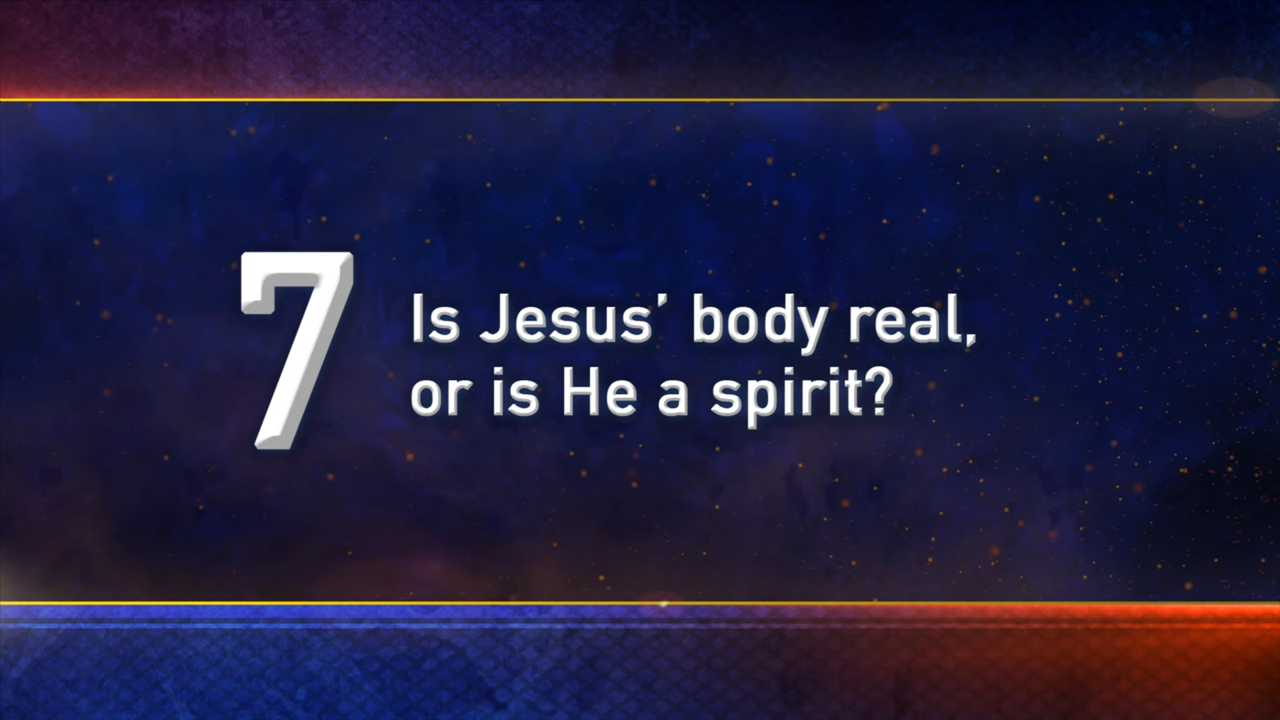 7
Is Jesus’ body real,
or is He a spirit?